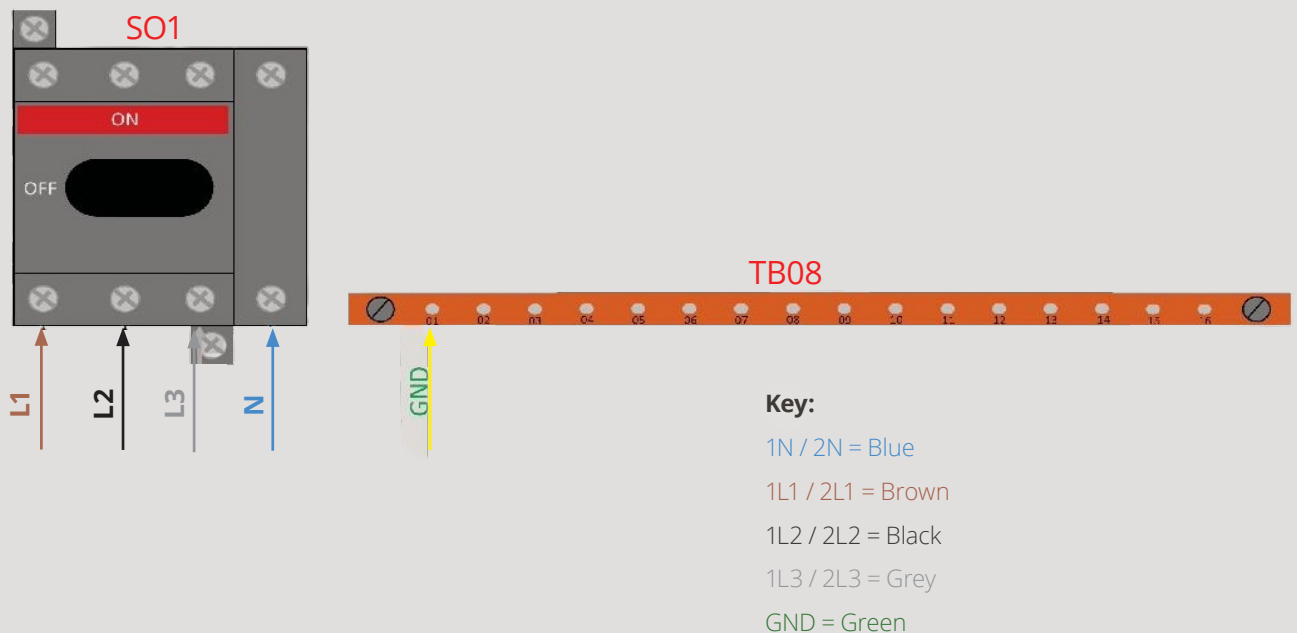 SO1
ON
OFF
TB08
01 02 03 04 05 06 07 08 09 10 11 12 13 14 15 16
L1
L2
L3
N
GND
Key:
1N / 2N = Blue
1L1 / 2L1 = Brown
1L2 / 2L2 = Black
1L3 / 2L3 = Grey
GND = Green